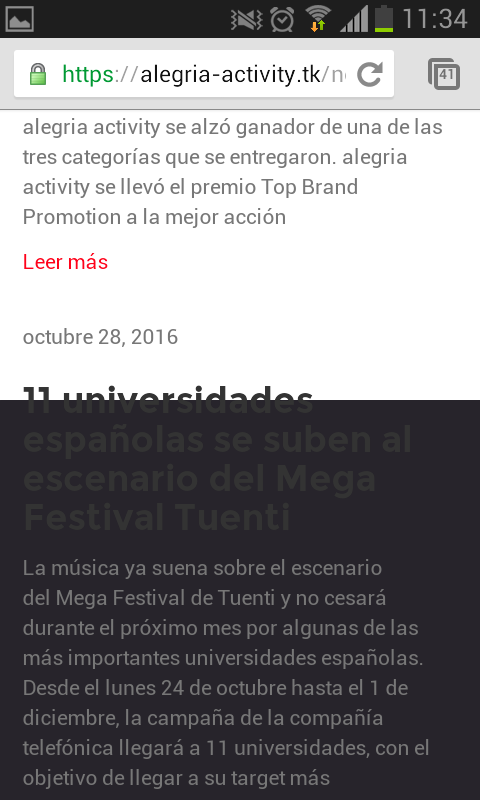 11:34
https://alegria-activity.tk/n
41
alegria activity se alzó ganador de una de las
tres categorías que se entregaron. alegria
activity se llevó el premio Top Brand
Promotion a la mejor acción
Leer más
octubre 28, 2016
11 universidades
españolas se suben al
escenario del Mega
Festival Tuenti
La música ya suena sobre el escenario
del Mega Festival de Tuenti y no cesará
durante el próximo mes por algunas de las
más importantes universidades españolas.
Desde el lunes 24 de octubre hasta el 1 de
diciembre, la campaña de la compañía
telefónica llegará a 11 universidades, con el
objetivo de llegar a su target más